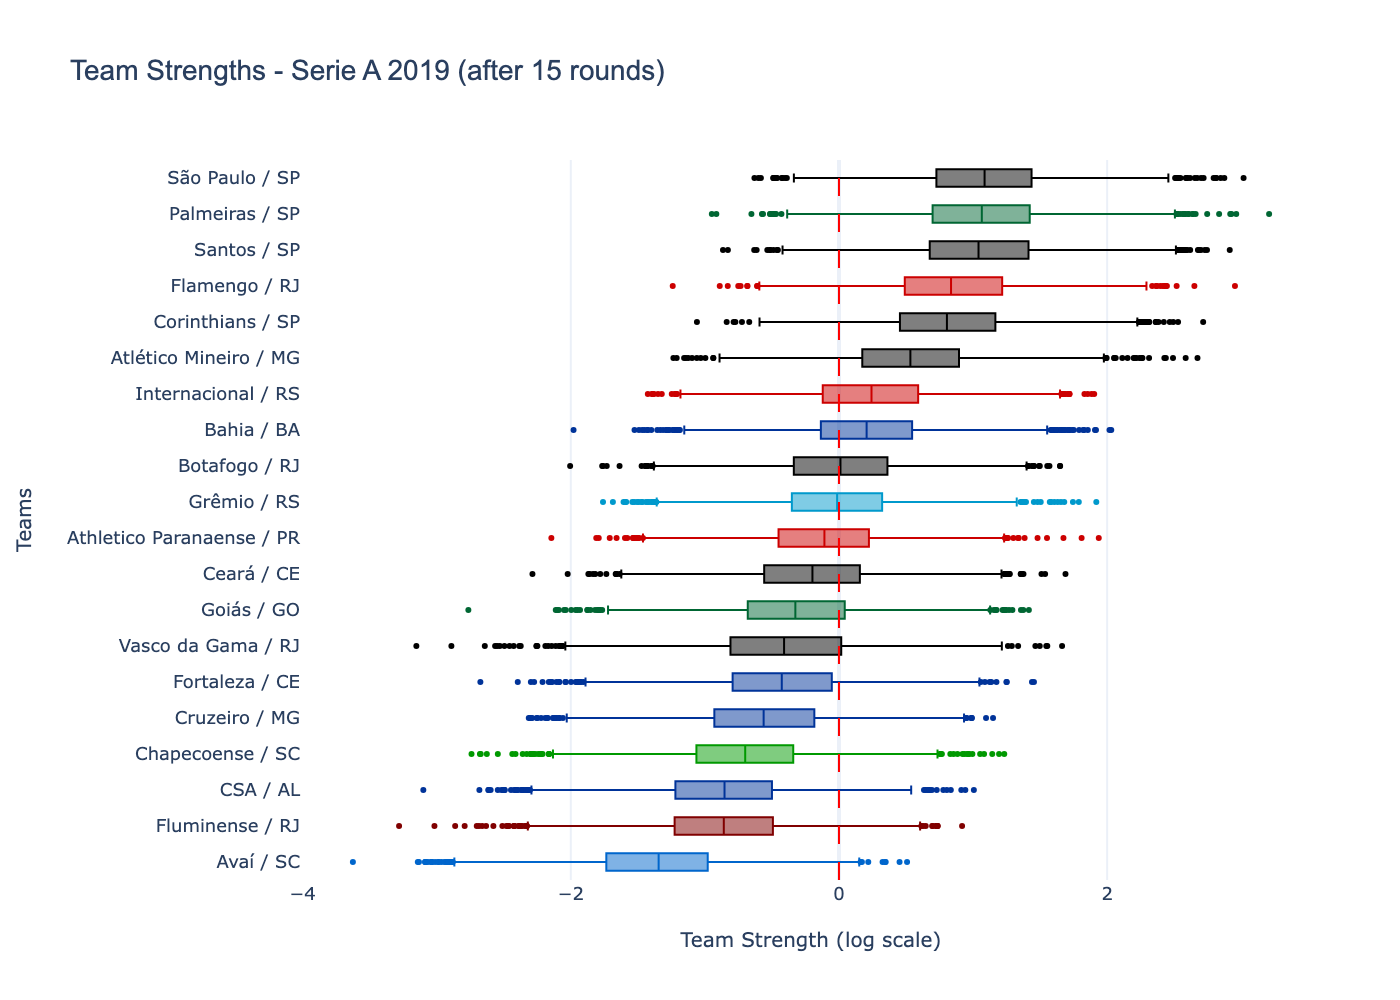 Team Strengths - Serie A 2019 (after 15 rounds)
São Paulo / SP
Palmeiras / SP
Santos / SP
Flamengo / RJ
Corinthians / SP
Atlético Mineiro / MG
Internacional / RS
Bahia / BA
Botafogo / RJ
Grêmio / RS
Athletico Paranaense / PR
Ceará / CE
Goiás / GO
Vasco da Gama / RJ
Fortaleza / CE
Cruzeiro / MG
Chapecoense / SC
CSA / AL
Fluminense / RJ
Avaí / SC
Teams
−4 −2 0 2
Team Strength (log scale)